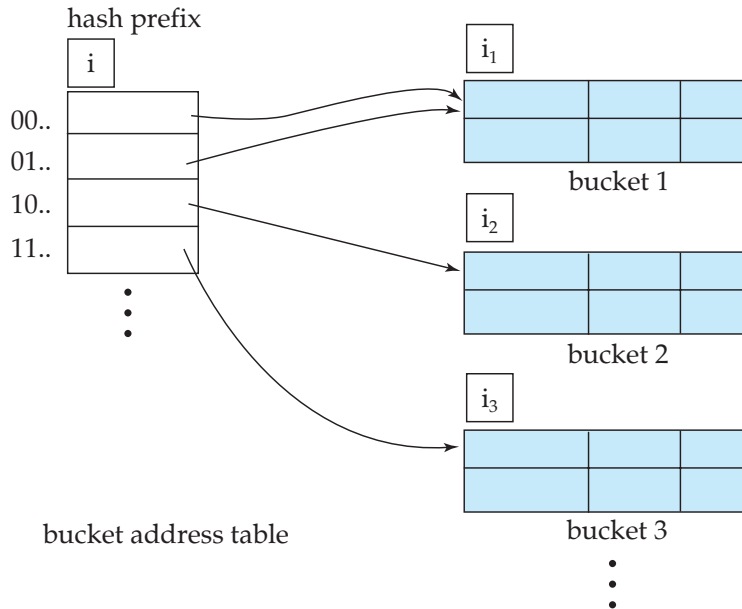 hash prefix
i
00..
01..
10..
11..
bucket address table
i₁
bucket 1
i₂
bucket 2
i₃
bucket 3